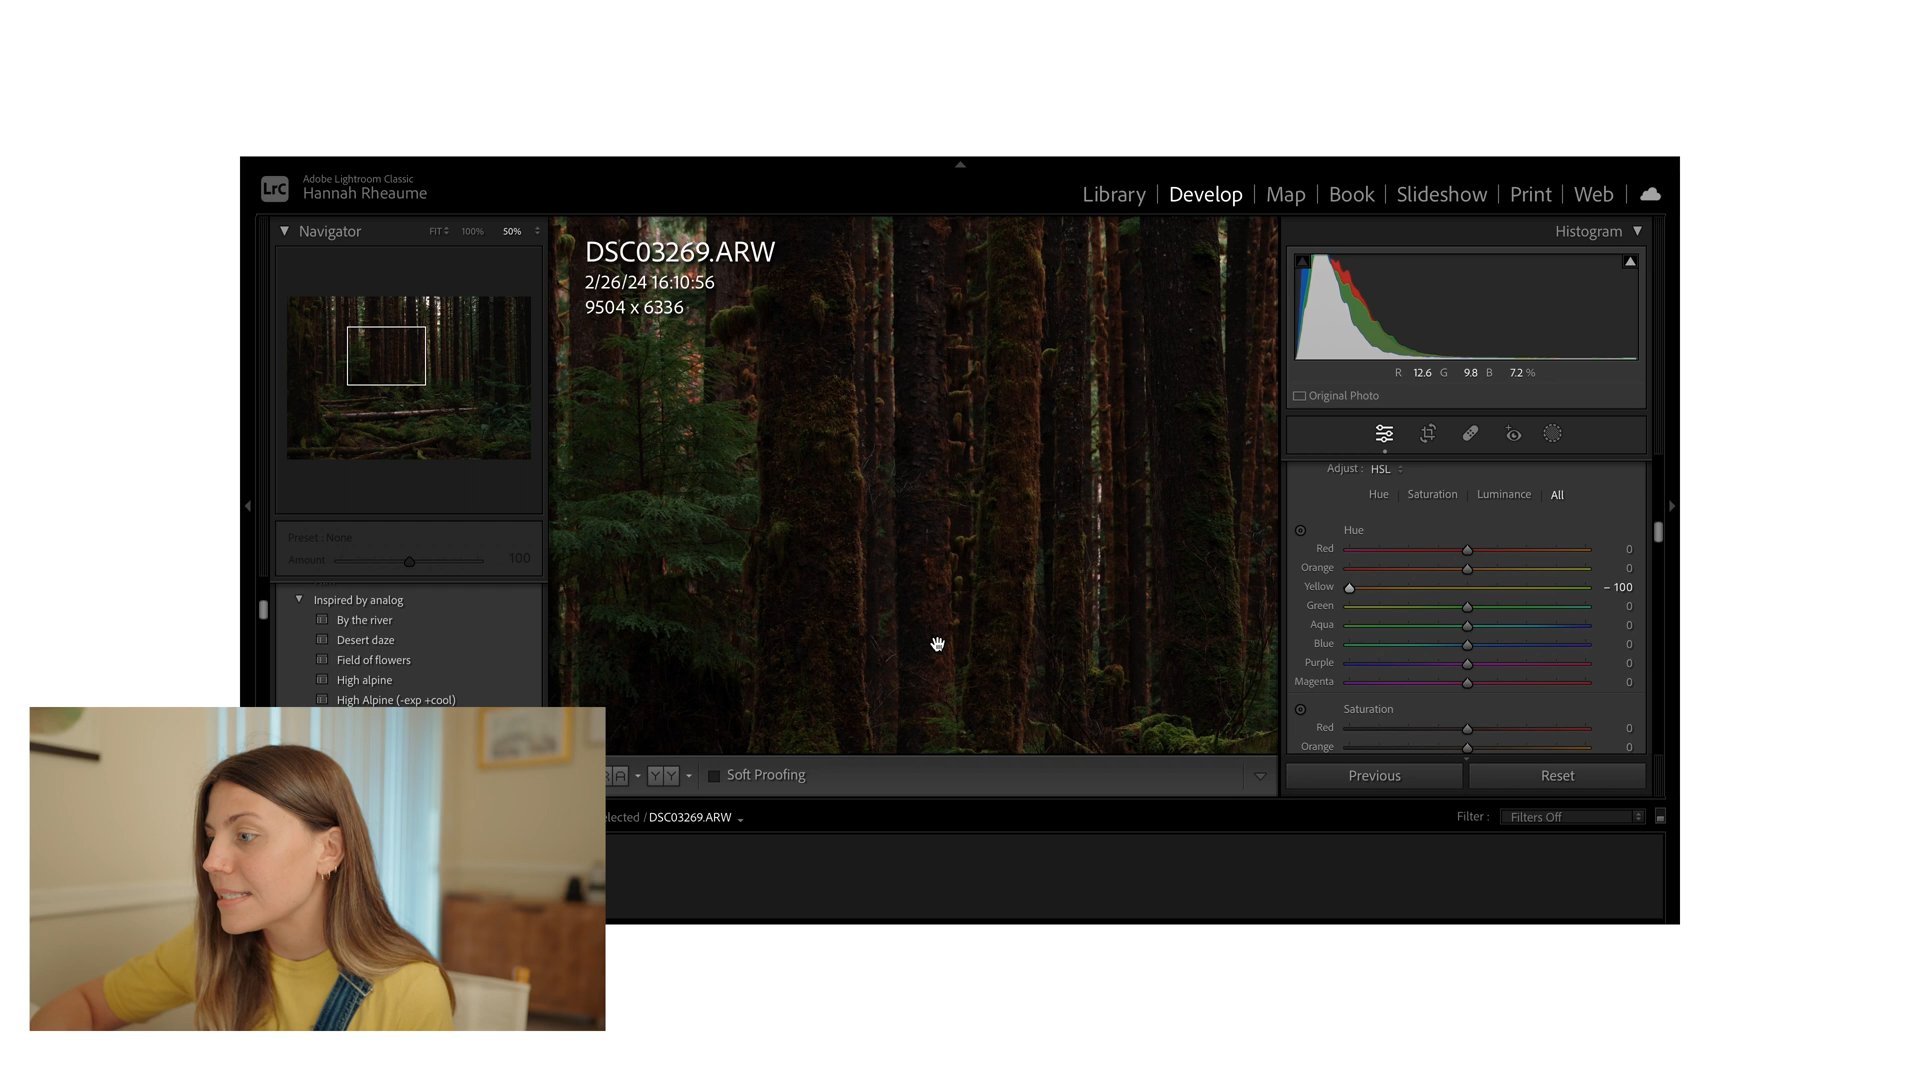 LrC
Adobe Lightroom Classic
Hannah Rheaume
Library | Develop | Map | Book | Slideshow | Print | Web
Navigator
FIT 100% 50%
Preset : None
Amount 100
Inspired by analog
By the river
Desert daze
Field of flowers
High alpine
High Alpine (-exp +cool)
DSC03269.ARW
2/26/24 16:10:56
9504 x 6336
Soft Proofing
/ DSC03269.ARW
Histogram
R 12.6 G 9.8 B 7.2 %
Original Photo
Adjust : HSL
Hue | Saturation | Luminance | All
Hue
Red 0
Orange 0
Yellow – 100
Green 0
Aqua 0
Blue 0
Purple 0
Magenta 0
Saturation
Red 0
Orange 0
Previous
Reset
Filter : Filters Off